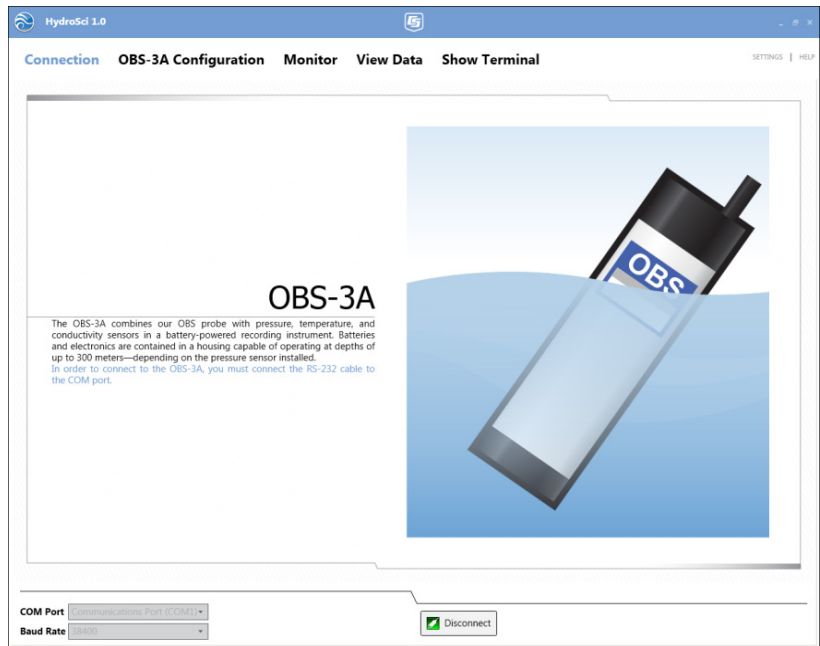 HydroSci 1.0
Connection OBS-3A Configuration Monitor View Data Show Terminal SETTINGS | HELP
OBS
OBS-3A
The OBS-3A combines our OBS probe with pressure, temperature, and
conductivity sensors in a battery-powered recording instrument. Batteries
and electronics are contained in a housing capable of operating at depths of
up to 300 meters—depending on the pressure sensor installed.
In order to connect to the OBS-3A, you must connect the RS-232 cable to
the COM port.
COM Port Communications Port (COM1)
Disconnect
Baud Rate 38400